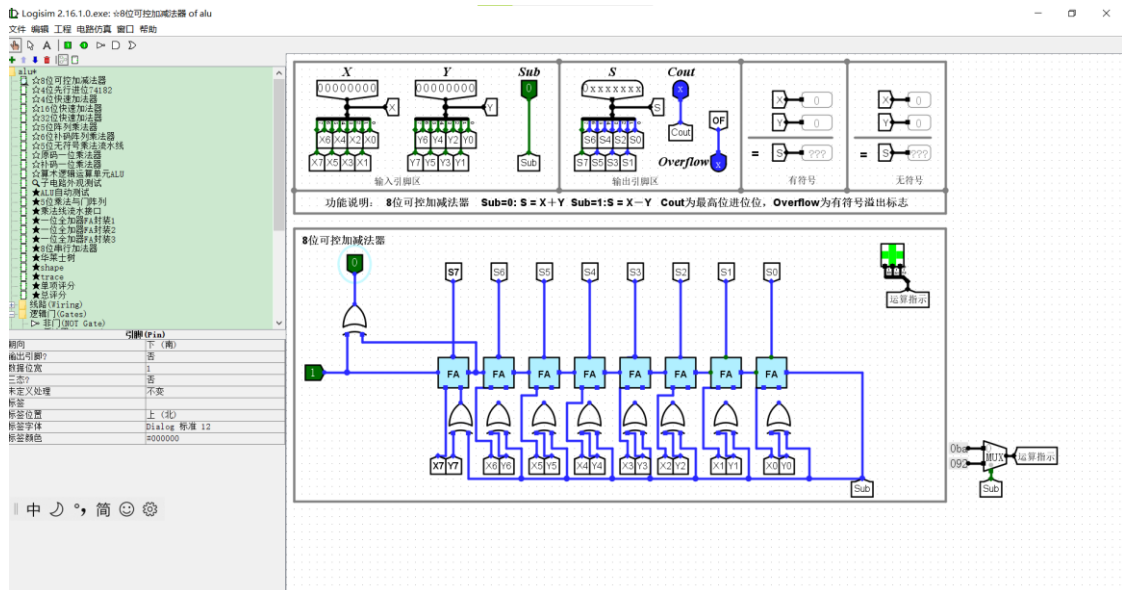 Logisim 2.16.1.0.exe: ☆8位可控加减法器 of alu
文件 编辑 工程 电路仿真 窗口 帮助
alu*
☆8位可控加减法器
☆4位先行进位74182
☆4位快速加法器
☆16位快速加法器
☆32位快速加法器
☆5位阵列乘法器
☆6位补码阵列乘法器
☆5位无符号乘法流水线
☆原码一位乘法器
☆补码一位乘法器
☆算术逻辑运算单元ALU
子电路外观测试
★ALU自动测试
★5位乘法与门阵列
★乘法线流水接口
★一位全加器FA封装1
★一位全加器FA封装2
★一位全加器FA封装3
★8位串行加法器
★华莱士树
★shape
★trace
★单项评分
★总评分
线路(Wiring)
逻辑门(Gates)
非门(NOT Gate)
引脚(Pin)
朝向 下 (南)
输出引脚? 否
数据位宽 1
三态? 否
未定义处理 不变
标签
标签位置 上 (北)
标签字体 Dialog 标准 12
标签颜色 #000000
中 简
X Y Sub S Cout
00000000 00000000 0 0xxxxxxx x
X Y S Cout OF
X6 X4 X2 X0 Y6 Y4 Y2 Y0 S6 S4 S2 S0
X7 X5 X3 X1 Y7 Y5 Y3 Y1 Sub S7 S5 S3 S1 Overflow x
输入引脚区 输出引脚区
X 0 X 0
Y 0 Y 0
= S ??? = S ???
有符号 无符号
功能说明: 8位可控加减法器 Sub=0: S = X+Y Sub=1:S = X-Y Cout为最高位进位位, Overflow为有符号溢出标志
8位可控加减法器
0
S7 S6 S5 S4 S3 S2 S1 S0
运算指示
1 FA FA FA FA FA FA FA FA
X7 Y7 X6 Y6 X5 Y5 X4 Y4 X3 Y3 X2 Y2 X1 Y1 X0 Y0
Sub
0ba
092
MUX
运算指示
Sub